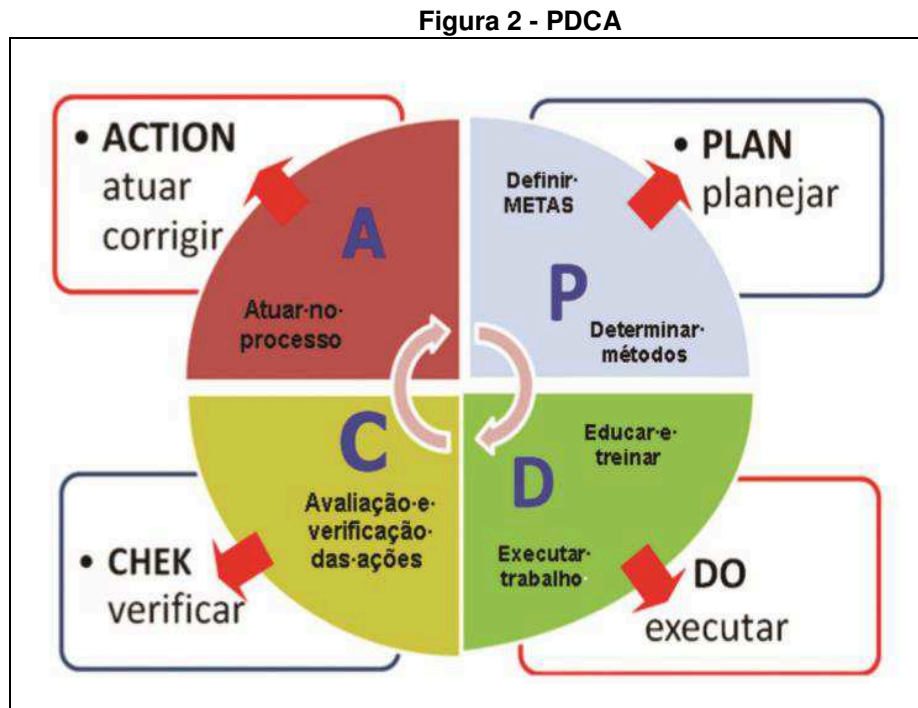 Figura 2 - PDCA
• ACTION
atuar
corrigir
• PLAN
planejar
A
Atuar·no·
processo
Definir·
METAS
P
Determinar·
métodos
C
Avaliação·e·
verificação·
das·ações
Educar·e·
treinar
D
Executar·
trabalho·
• CHEK
verificar
DO
executar